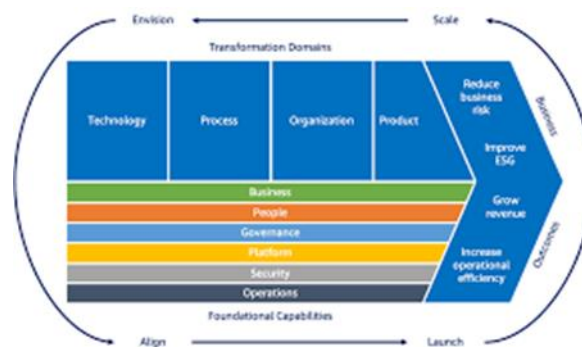 Envision
Scale
Transformation Domains
Technology
Process
Organization
Product
Reduce
business
risk
Improve
ESG
Grow
revenue
Increase
operational
efficiency
Business
Outcomes
Business
People
Governance
Platform
Security
Operations
Foundational Capabilities
Align
Launch